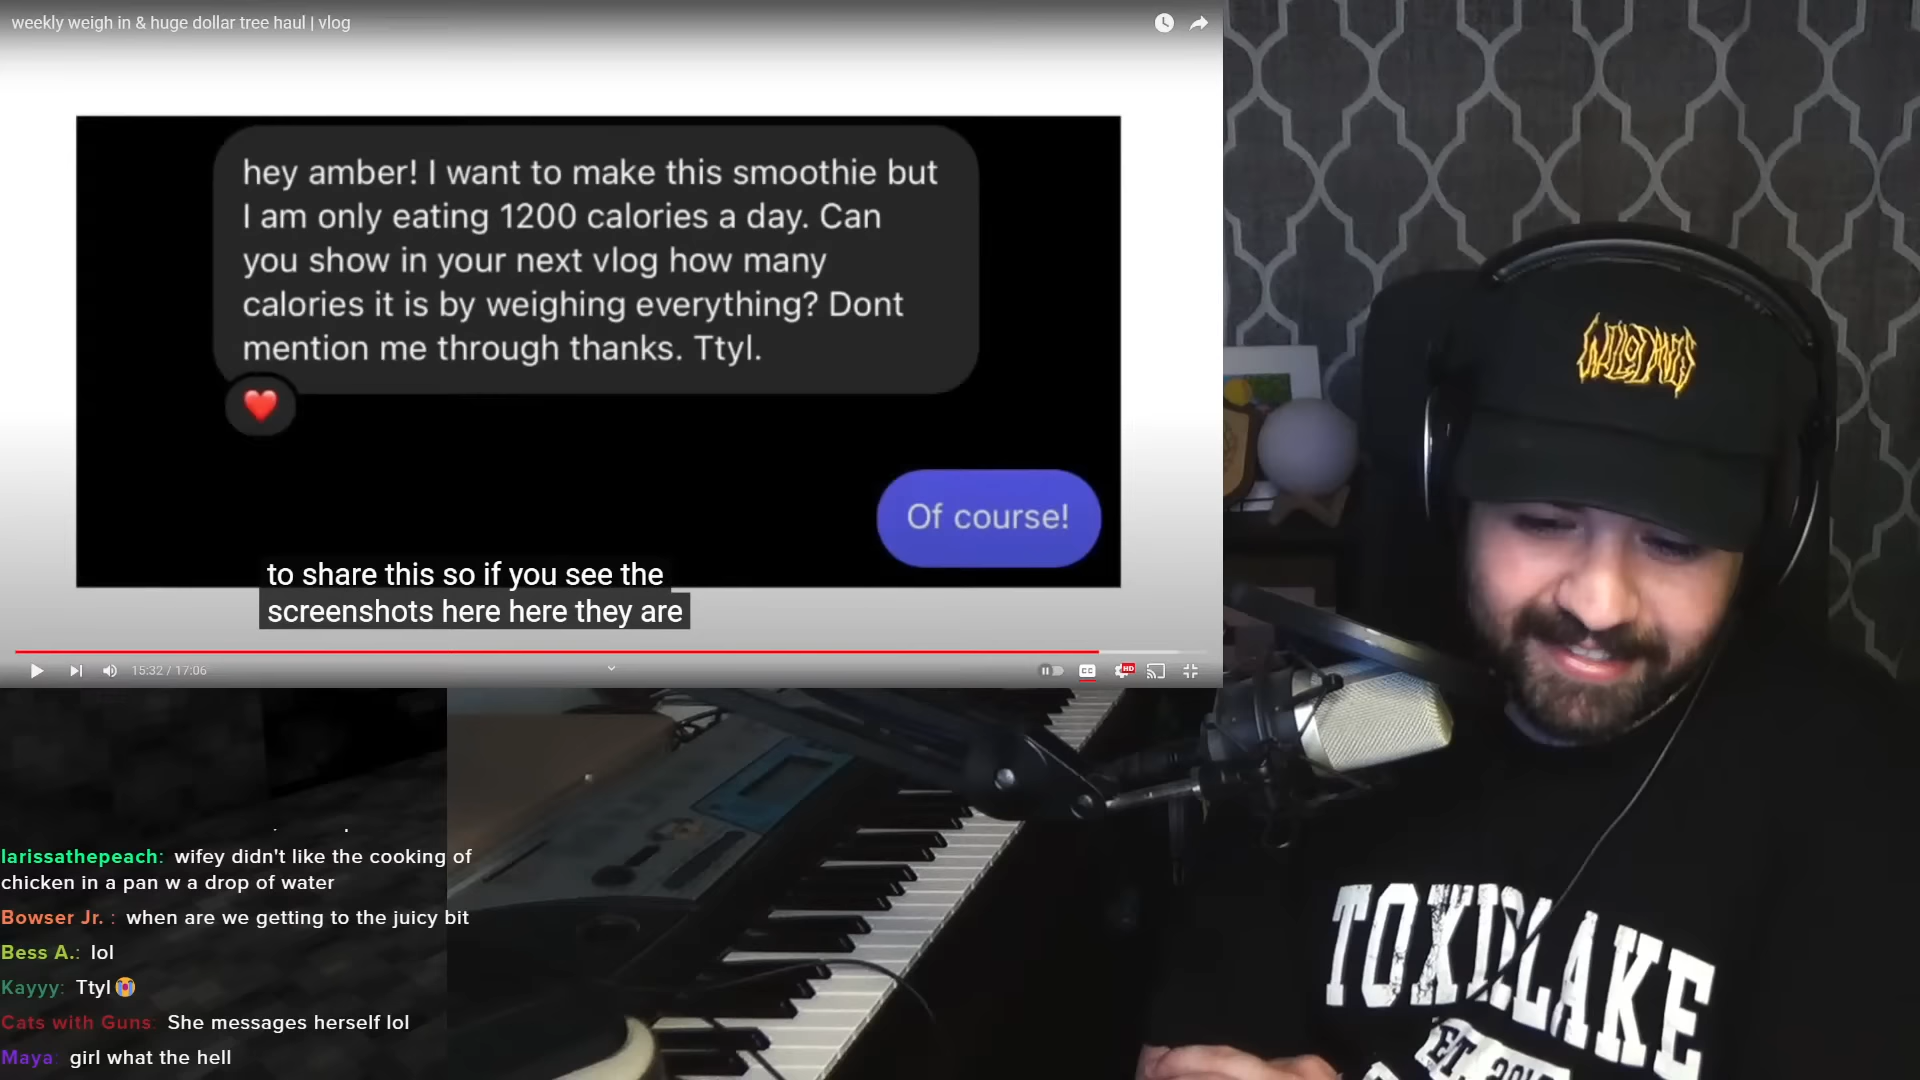 weekly weigh in & huge dollar tree haul | vlog
hey amber! I want to make this smoothie but
I am only eating 1200 calories a day. Can
you show in your next vlog how many
calories it is by weighing everything? Dont
mention me through thanks. Ttyl.
Of course!
to share this so if you see the
screenshots here here they are
15:32 / 17:06
CC
HD
larissathepeach: wifey didn't like the cooking of
chicken in a pan w a drop of water
Bowser Jr. : when are we getting to the juicy bit
Bess A.: lol
Kayyy: Ttyl😭
Cats with Guns: She messages herself lol
Maya: girl what the hell
TOXICLAKE